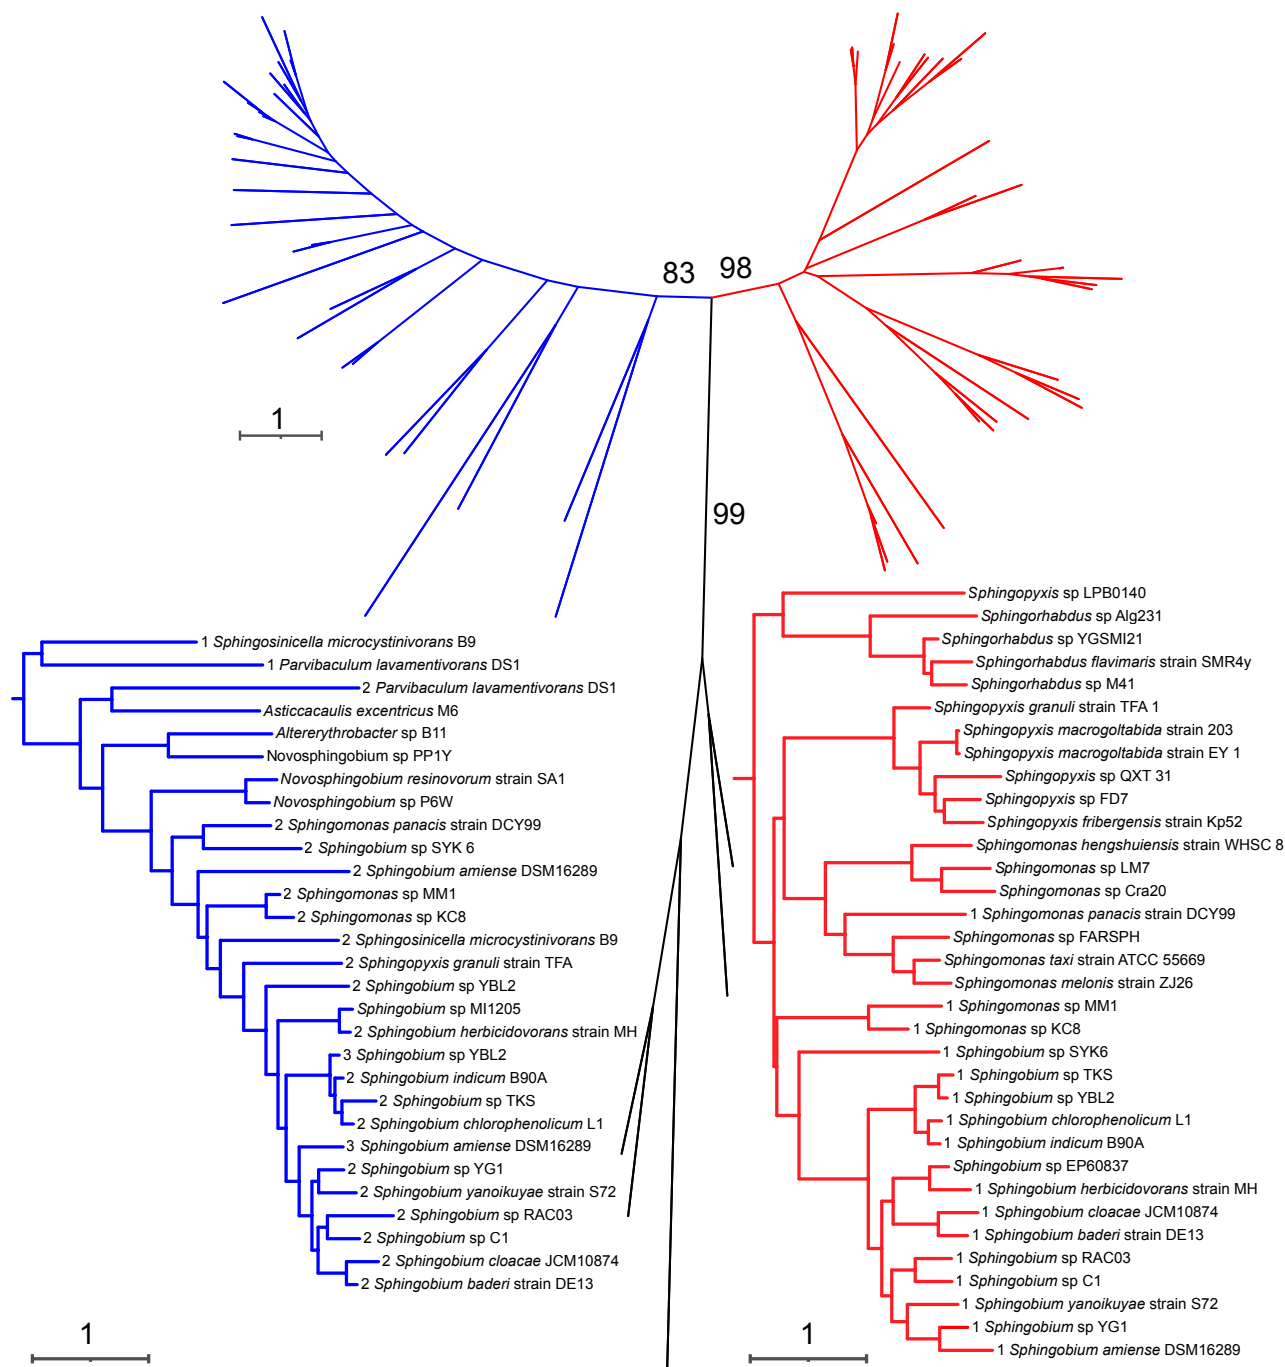 83
98
1
99
1 Sphingosinicella microcystinivorans B9
1 Parvibaculum lavamentivorans DS1
2 Parvibaculum lavamentivorans DS1
Asticcacaulis excentricus M6
Altererythrobacter sp B11
Novosphingobium sp PP1Y
Novosphingobium resinovorum strain SA1
Novosphingobium sp P6W
2 Sphingomonas panacis strain DCY99
2 Sphingobium sp SYK 6
2 Sphingobium amiense DSM16289
2 Sphingomonas sp MM1
2 Sphingomonas sp KC8
2 Sphingosinicella microcystinivorans B9
2 Sphingopyxis granuli strain TFA
2 Sphingobium sp YBL2
Sphingobium sp MI1205
2 Sphingobium herbicidovorans strain MH
3 Sphingobium sp YBL2
2 Sphingobium indicum B90A
2 Sphingobium sp TKS
2 Sphingobium chlorophenolicum L1
3 Sphingobium amiense DSM16289
2 Sphingobium sp YG1
2 Sphingobium yanoikuyae strain S72
2 Sphingobium sp RAC03
2 Sphingobium sp C1
2 Sphingobium cloacae JCM10874
2 Sphingobium baderi strain DE13
1
Sphingopyxis sp LPB0140
Sphingorhabdus sp Alg231
Sphingorhabdus sp YGSMI21
Sphingorhabdus flavimaris strain SMR4y
Sphingorhabdus sp M41
Sphingopyxis granuli strain TFA 1
Sphingopyxis macrogoltabida strain 203
Sphingopyxis macrogoltabida strain EY 1
Sphingopyxis sp QXT 31
Sphingopyxis sp FD7
Sphingopyxis fribergensis strain Kp52
Sphingomonas hengshuiensis strain WHSC 8
Sphingomonas sp LM7
Sphingomonas sp Cra20
1 Sphingomonas panacis strain DCY99
Sphingomonas sp FARSPH
Sphingomonas taxi strain ATCC 55669
Sphingomonas melonis strain ZJ26
1 Sphingomonas sp MM1
1 Sphingomonas sp KC8
1 Sphingobium sp SYK6
1 Sphingobium sp TKS
1 Sphingobium sp YBL2
1 Sphingobium chlorophenolicum L1
1 Sphingobium indicum B90A
Sphingobium sp EP60837
1 Sphingobium herbicidovorans strain MH
1 Sphingobium cloacae JCM10874
1 Sphingobium baderi strain DE13
1 Sphingobium sp RAC03
1 Sphingobium sp C1
1 Sphingobium yanoikuyae strain S72
1 Sphingobium sp YG1
1 Sphingobium amiense DSM16289
1